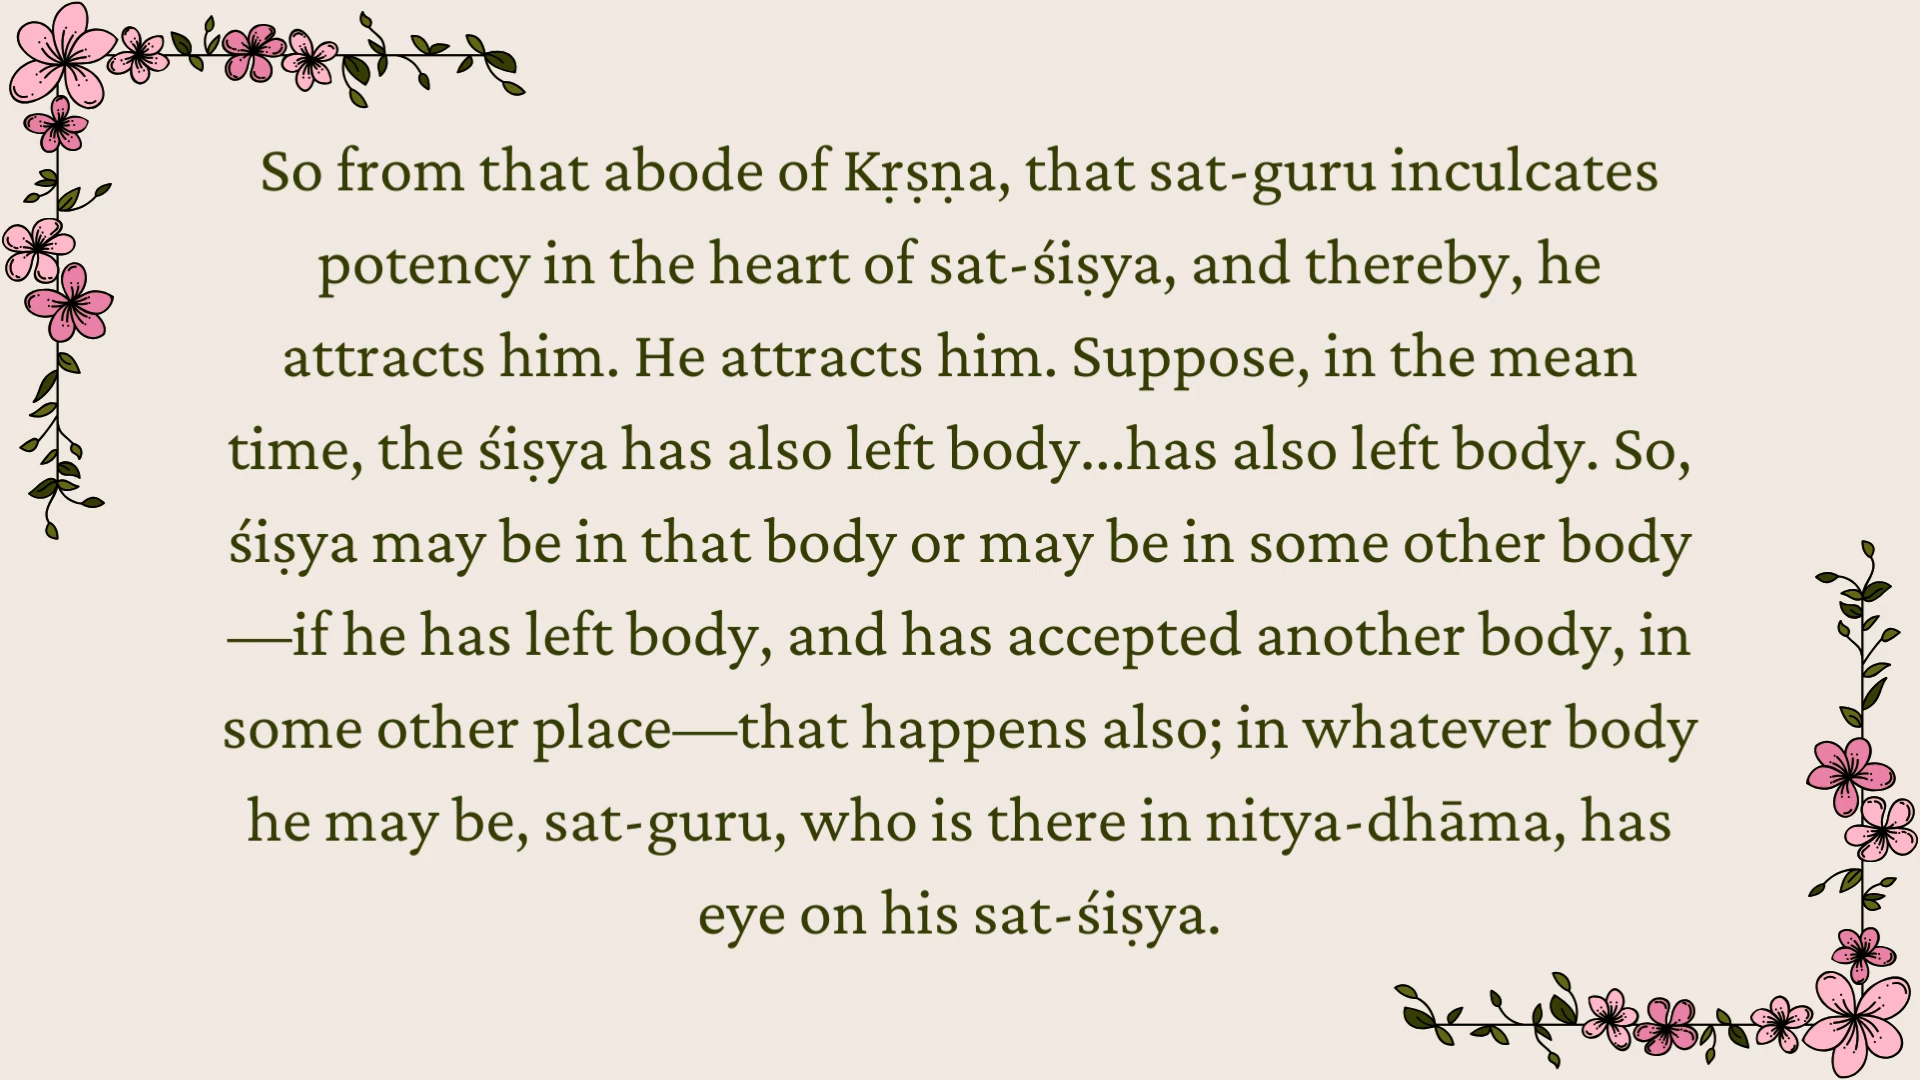 So from that abode of Kṛṣṇa, that sat-guru inculcates
potency in the heart of sat-śiṣya, and thereby, he
attracts him. He attracts him. Suppose, in the mean
time, the śiṣya has also left body...has also left body. So,
śiṣya may be in that body or may be in some other body
—if he has left body, and has accepted another body, in
some other place—that happens also; in whatever body
he may be, sat-guru, who is there in nitya-dhāma, has
eye on his sat-śiṣya.